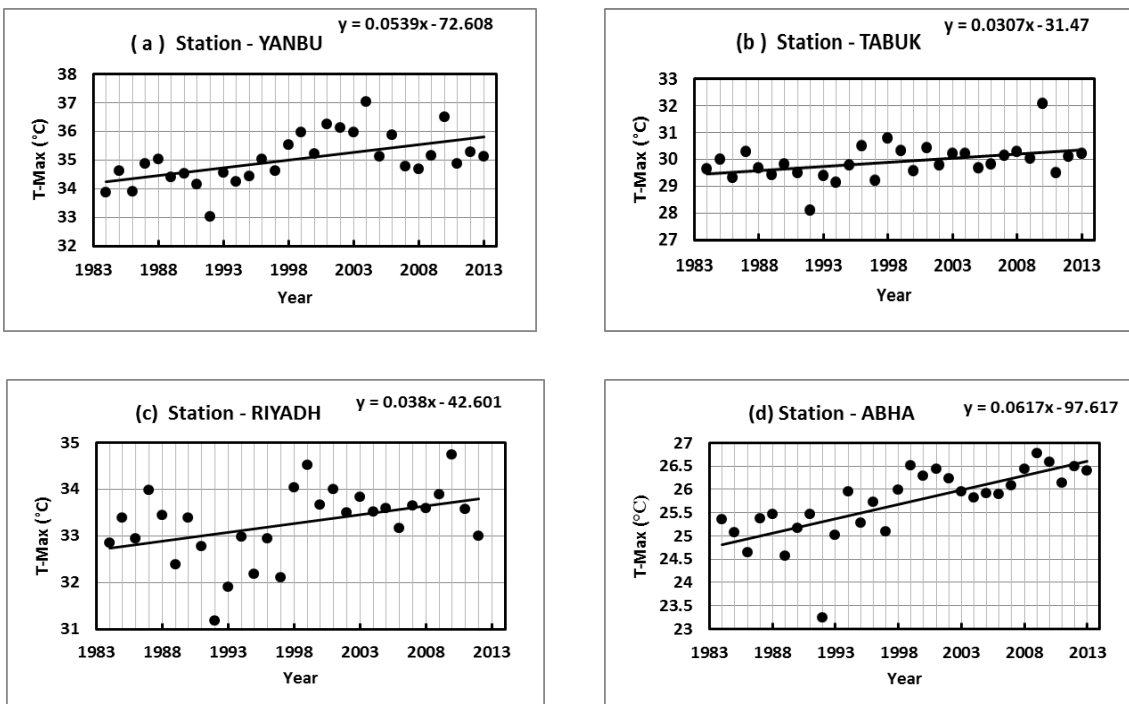 y = 0.0539x - 72.608
( a ) Station - YANBU
38
37
36
35
34
33
32
T-Max (°C)
1983 1988 1993 1998 2003 2008 2013
Year
y = 0.0307x - 31.47
(b) Station - TABUK
33
32
31
30
29
28
27
T-Max (°C)
1983 1988 1993 1998 2003 2008 2013
Year
y = 0.038x - 42.601
(c) Station - RIYADH
35
34
33
32
31
T-Max (°C)
1983 1988 1993 1998 2003 2008 2013
Year
(d) Station - ABHA y = 0.0617x - 97.617
27
26.5
26
25.5
25
24.5
24
23.5
23
T-Max (°C)
1983 1988 1993 1998 2003 2008 2013
Year